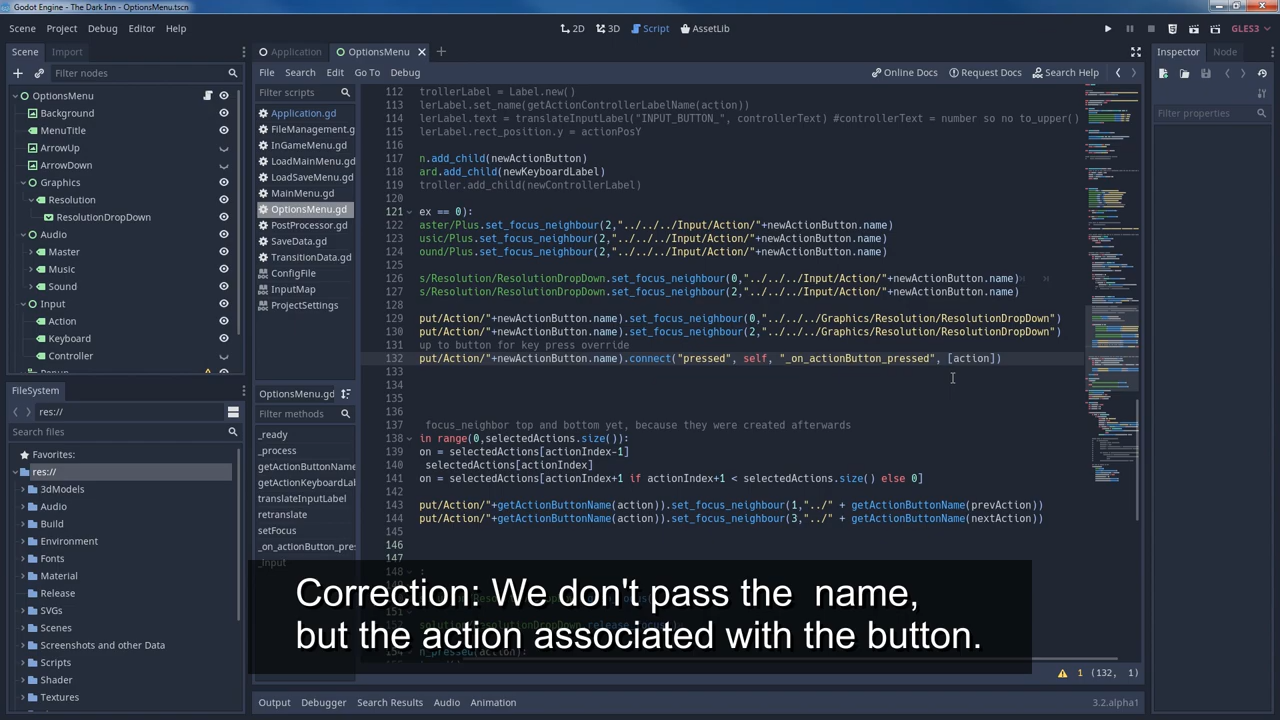 Godot Engine - The Dark Inn - OptionsMenu.tscn
Scene Project Debug Editor Help
2D 3D Script AssetLib
GLES3
Scene Import
Filter nodes
OptionsMenu
Background
MenuTitle
ArrowUp
ArrowDown
Graphics
Resolution
ResolutionDropDown
Audio
Master
Music
Sound
Input
Action
Keyboard
Controller
FileSystem
res://
Search files
Favorites:
res://
3dModels
Audio
Build
Environment
Fonts
Material
Release
SVGs
Scenes
Screenshots and other Data
Scripts
Shader
Textures
Application OptionsMenu
File Search Edit Go To Debug
Online Docs Request Docs Search Help
Filter scripts
Application.gd
FileManagement.g
InGameMenu.gd
LoadMainMenu.gd
LoadSaveMenu.gd
MainMenu.gd
OptionsMenu.gd
PostProcessor.gd
SaveData.gd
TransitionData.gd
ConfigFile
InputMap
ProjectSettings
OptionsMenu.gd
Filter methods
_ready
_process
getActionButtonName
getActionKeyboardLab
translateInputLabel
retranslate
setFocus
_on_actionButton_pres
_input
112 trollerLabel = Label.new()
113 lerLabel.set_name(getActionControllerLabelName(action))
lerLabel.text = translateInputLabel("INPUT_BUTTON_", controllerText) #controllerText = number so no to_upper()
lerLabel.rect_position.y = actionPosY
117 n.add_child(newActionButton)
118 ard.add_child(newKeyboardLabel)
119 troller.add_child(newControllerLabel)
121 ex == 0):
aster/Plus.set_focus_neighbour(2,"../../../Input/Action/"+newActionButton.name)
usic/Plus.set_focus_neighbour(2,"../../../Input/Action/"+newActionButton.name)
ound/Plus.set_focus_neighbour(2,"../../../Input/Action/"+newActionButton.name)
/Resolution/ResolutionDropDown.set_focus_neighbour(0,"../../../Input/Action/"+newActionButton.name)
/Resolution/ResolutionDropDown.set_focus_neighbour(2,"../../../Input/Action/"+newActionButton.name)
put/Action/"+newActionButton.name).set_focus_neighbour(0,"../../../Graphics/Resolution/ResolutionDropDown")
put/Action/"+newActionButton.name).set_focus_neighbour(2,"../../../Graphics/Resolution/ResolutionDropDown")
to button for key press override
put/Action/"+newActionButton.name).connect("pressed", self, "_on_actionButton_pressed", [action])
focus_neighbor top and bottom yet, because they were created afterwards
in range(0,selectedActions.size()):
selectedActions[actionIndex-1]
selectedActions[actionIndex]
on = selectedActions[actionIndex+1 if actionIndex+1 < selectedActions.size() else 0]
143 put/Action/"+getActionButtonName(action)).set_focus_neighbour(1,"../" + getActionButtonName(prevAction))
144 put/Action/"+getActionButtonName(action)).set_focus_neighbour(3,"../" + getActionButtonName(nextAction))
145
146
147
148 :
Correction: We don't pass the name,
but the action associated with the button.
1 (132, 1)
Output Debugger Search Results Audio Animation
3.2.alpha1
Inspector Node
Filter properties